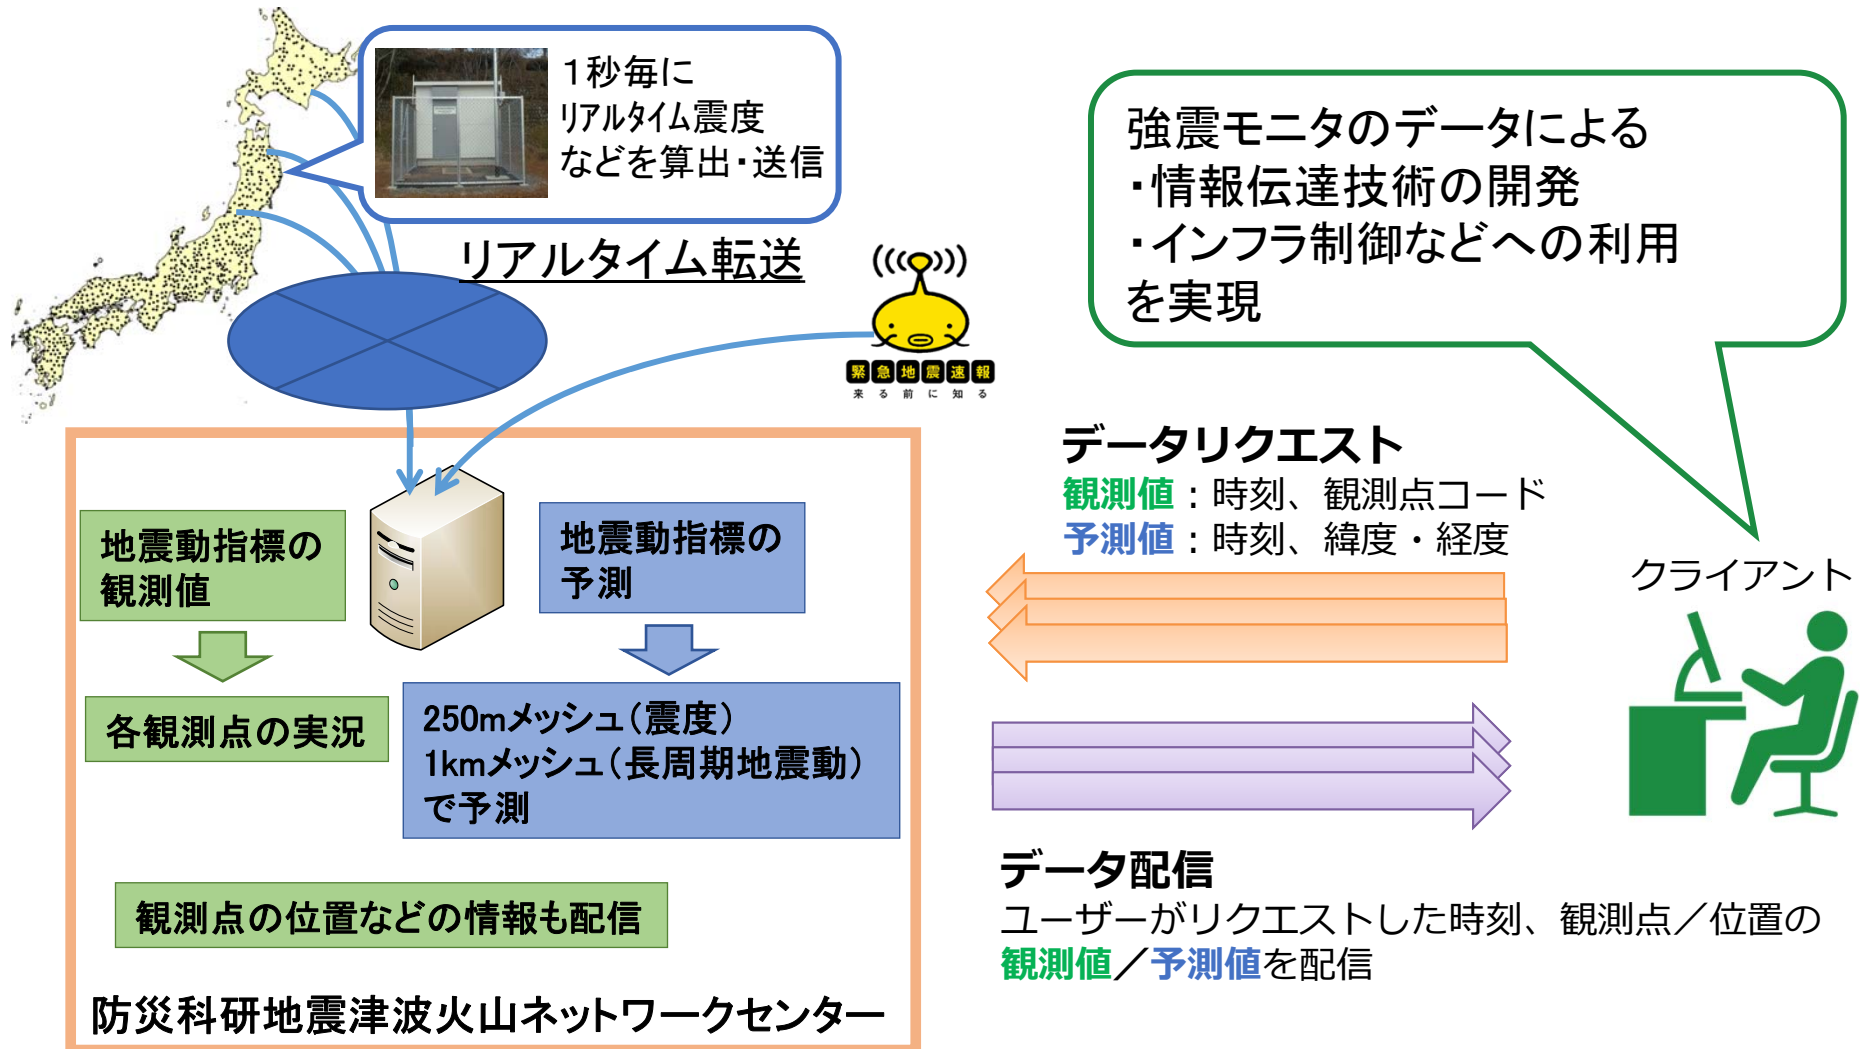 １秒毎に
リアルタイム震度
などを算出・送信
リアルタイム転送
緊急地震速報
来る前に知る
強震モニタのデータによる
・情報伝達技術の開発
・インフラ制御などへの利用
を実現
データリクエスト
観測値：時刻、観測点コード
予測値：時刻、緯度・経度
クライアント
地震動指標の
観測値
地震動指標の
予測
各観測点の実況
250mメッシュ（震度）
1kmメッシュ（長周期地震動）
で予測
観測点の位置などの情報も配信
防災科研地震津波火山ネットワークセンター
データ配信
ユーザーがリクエストした時刻、観測点／位置の
観測値／予測値を配信